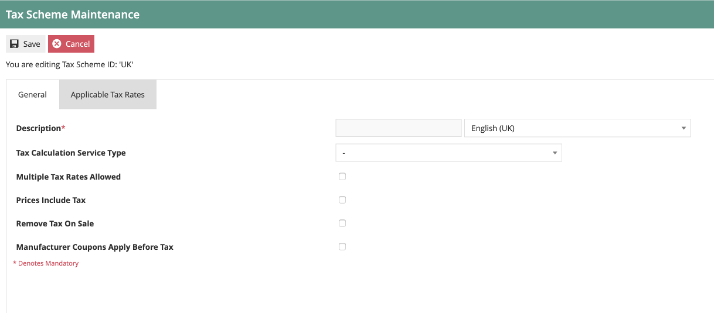 Tax Scheme Maintenance
Save Cancel
You are editing Tax Scheme ID: 'UK'
General Applicable Tax Rates
Description* English (UK)
Tax Calculation Service Type -
Multiple Tax Rates Allowed
Prices Include Tax
Remove Tax On Sale
Manufacturer Coupons Apply Before Tax
* Denotes Mandatory